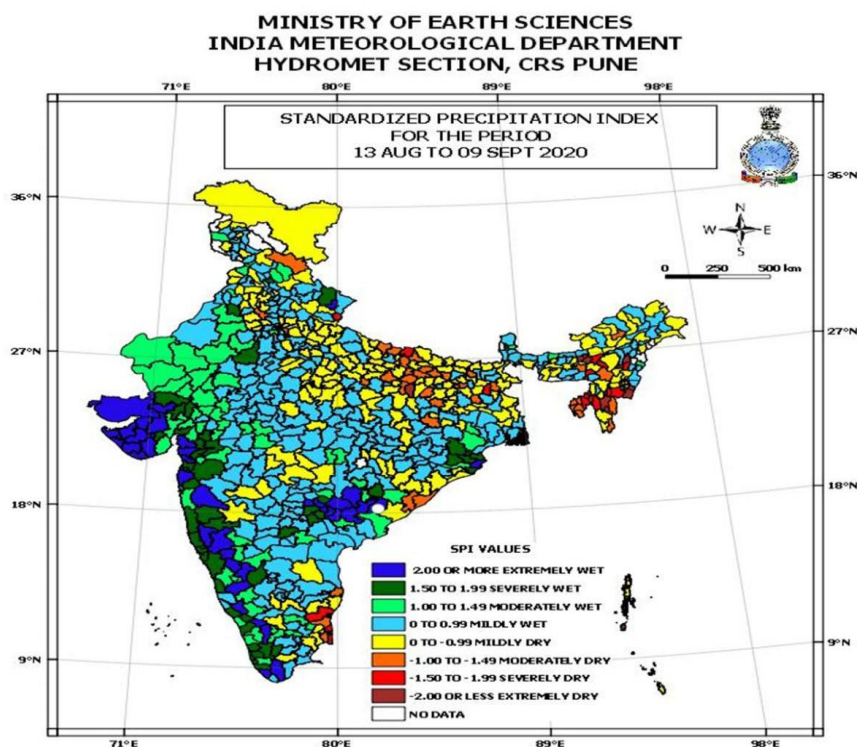 MINISTRY OF EARTH SCIENCES
INDIA METEOROLOGICAL DEPARTMENT
HYDROMET SECTION, CRS PUNE
71°E 80°E 89°E 98°E
STANDARDIZED PRECIPITATION INDEX
FOR THE PERIOD
13 AUG TO 09 SEPT 2020
36°N 36°N
N
W E
S
0 250 500 km
27°N 27°N
18°N 18°N
SPI VALUES
2.00 OR MORE EXTREMELY WET
1.50 TO 1.99 SEVERELY WET
1.00 TO 1.49 MODERATELY WET
0 TO 0.99 MILDLY WET
0 TO -0.99 MILDLY DRY
-1.00 TO -1.49 MODERATELY DRY
-1.50 TO -1.99 SEVERELY DRY
-2.00 OR LESS EXTREMELY DRY
NO DATA
9°N 9°N
71°E 80°E 89°E 98°E